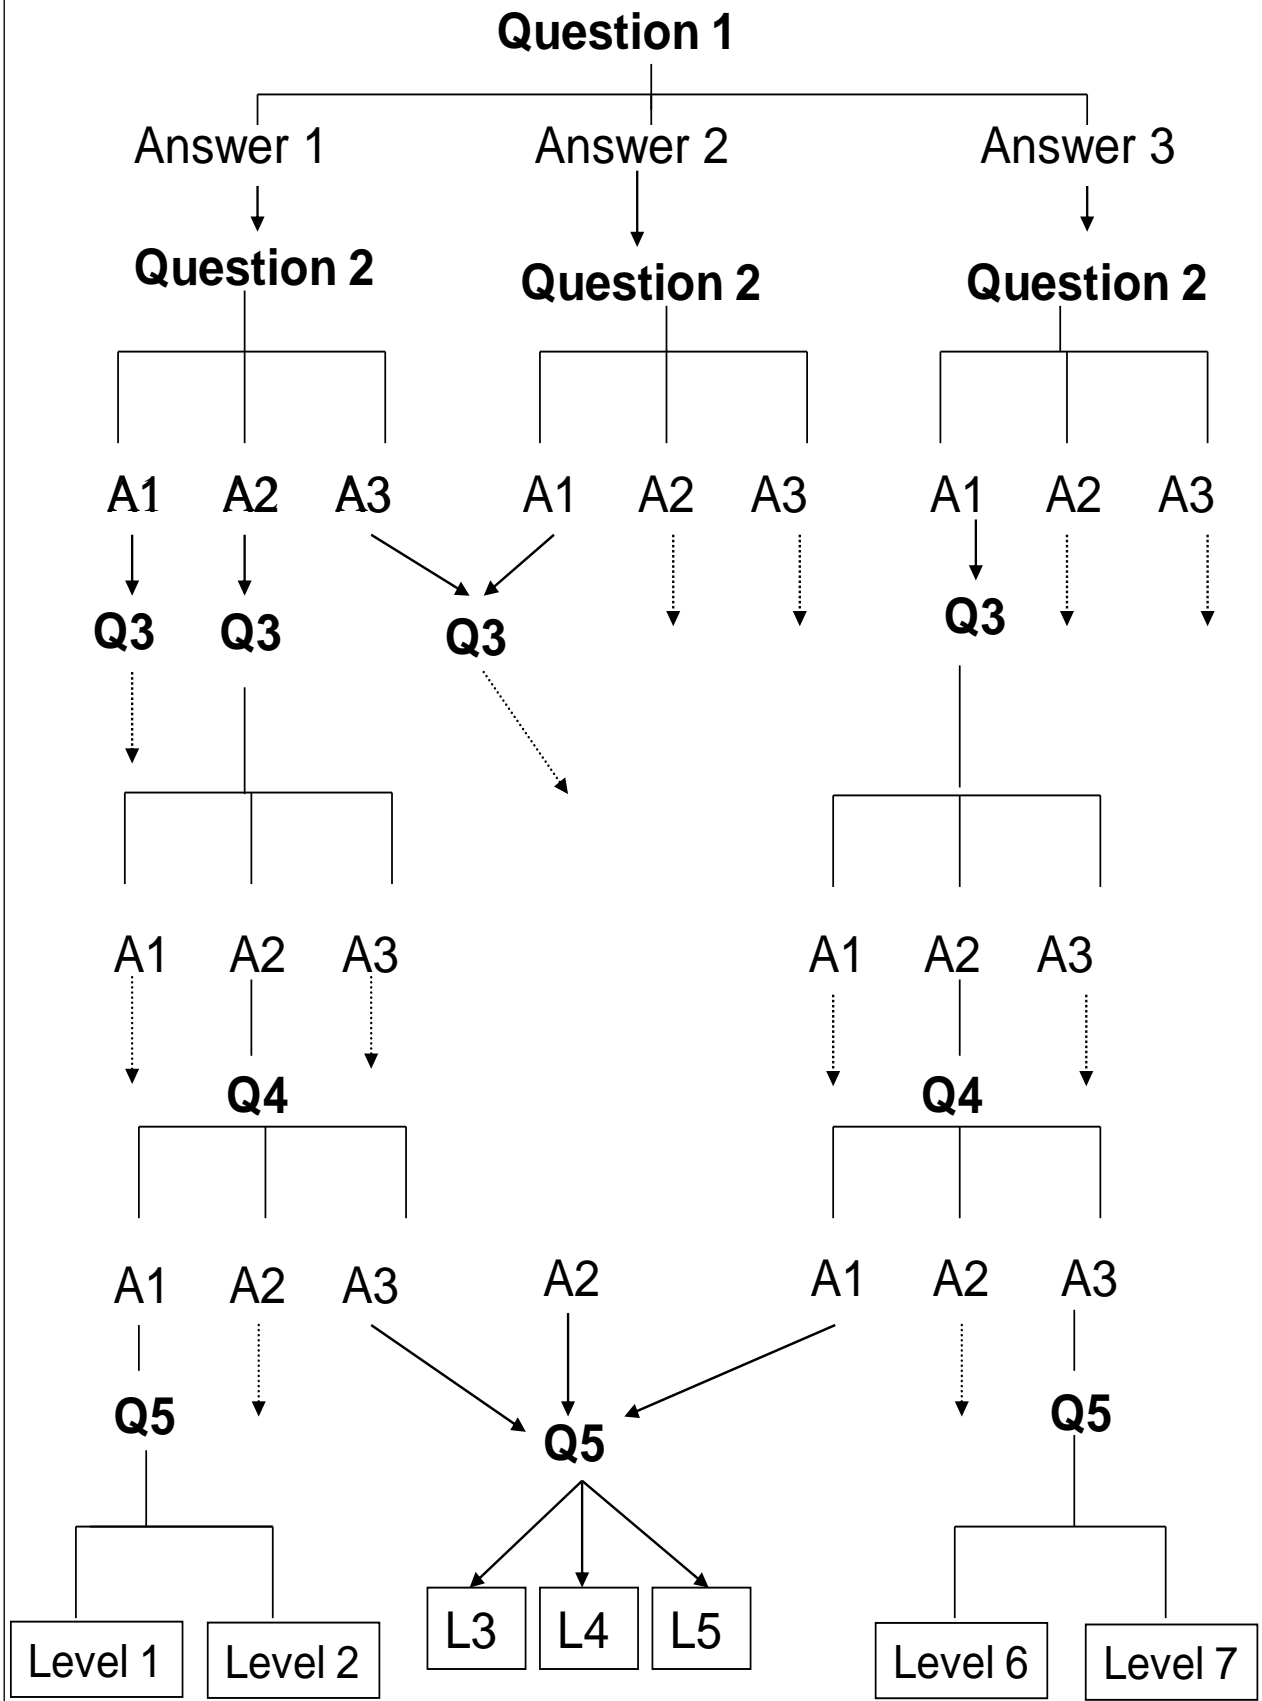 Question 1
Answer 1 Answer 2 Answer 3
Question 2 Question 2 Question 2
A1 A2 A3 A1 A2 A3 A1 A2 A3
Q3 Q3 Q3 Q3
A1 A2 A3 A1 A2 A3
Q4 Q4
A1 A2 A3 A2 A1 A2 A3
Q5 Q5 Q5
L3 L4 L5
Level 1 Level 2 Level 6 Level 7